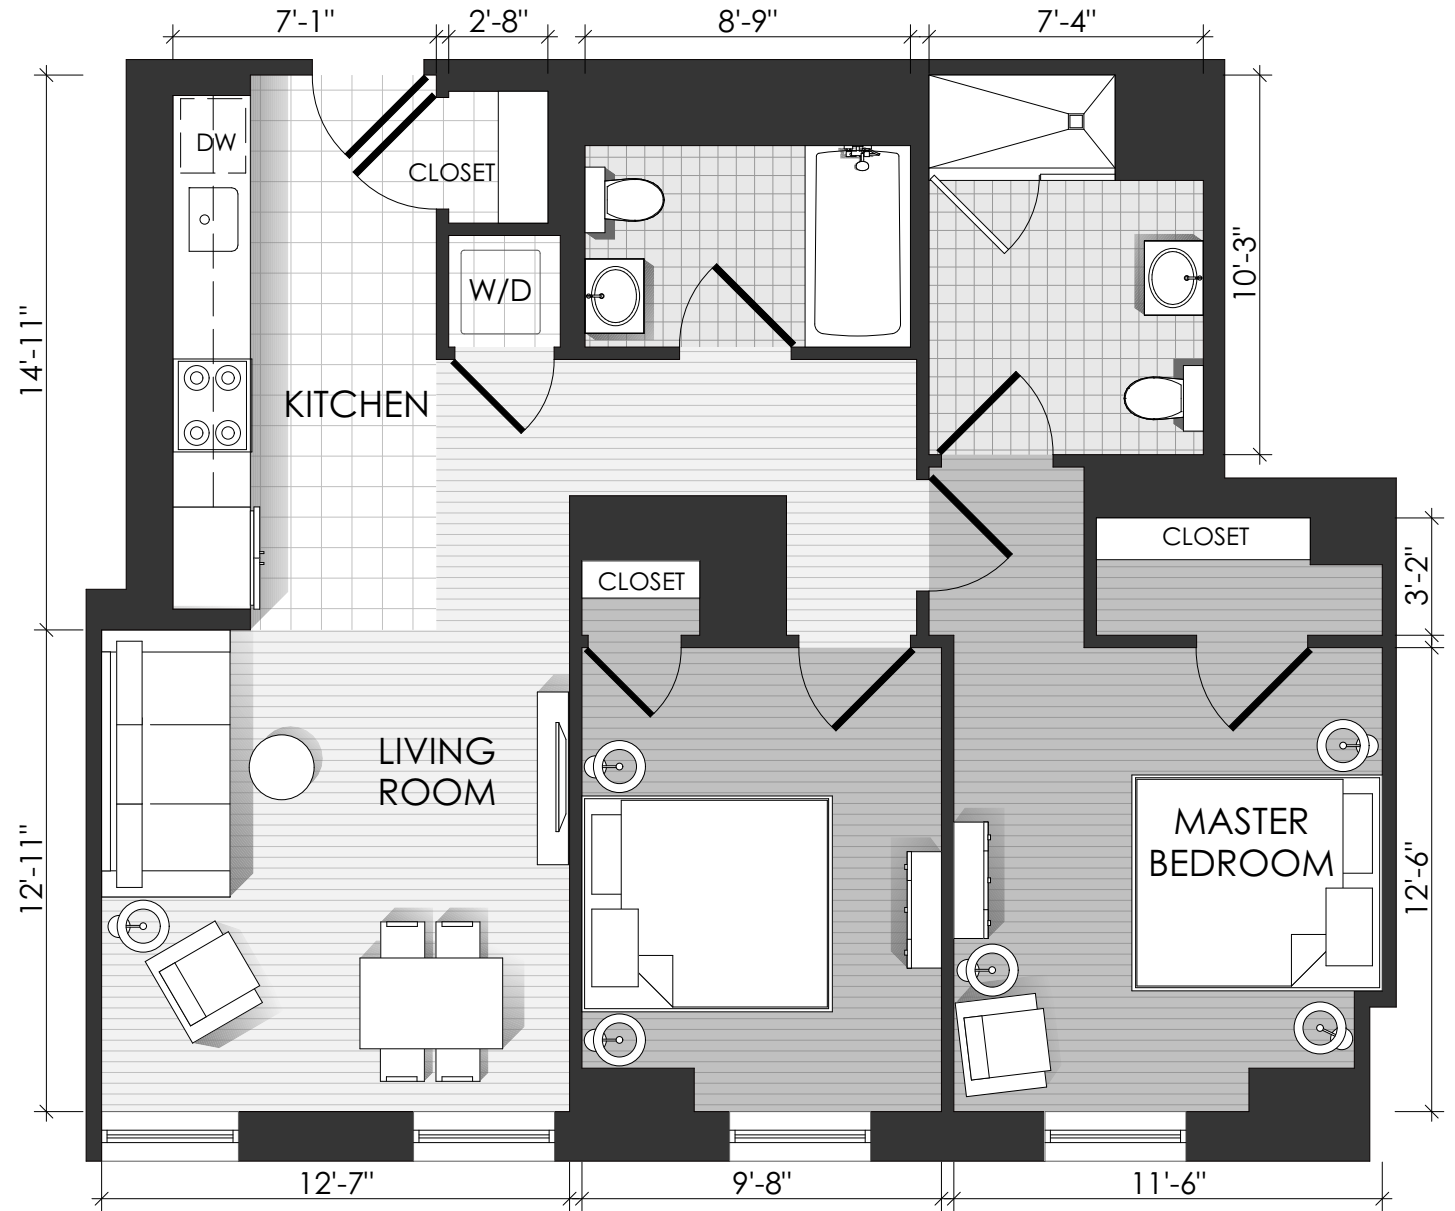 7'-1"
2'-8"
8'-9"
7'-4"
DW
CLOSET
W/D
10'-3"
14'-11"
KITCHEN
CLOSET
3'-2"
CLOSET
LIVING
ROOM
MASTER
BEDROOM
12'-11"
12'-6"
12'-7"
9'-8"
11'-6"